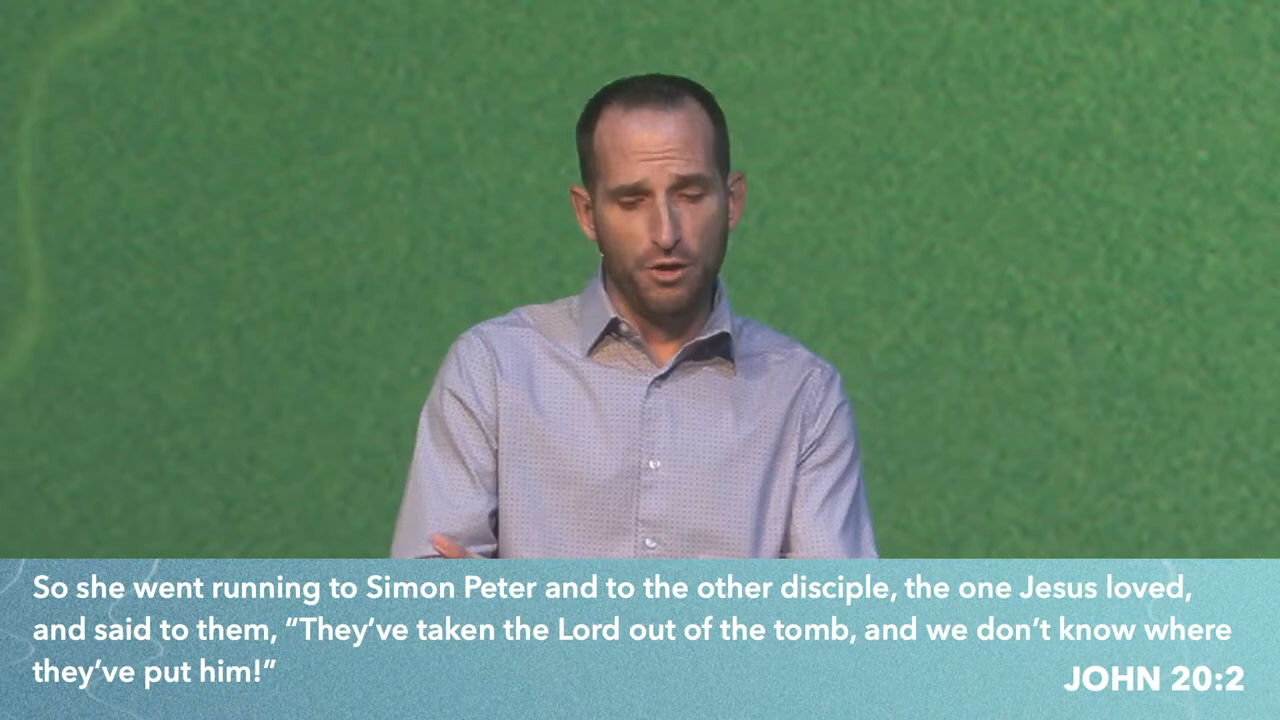 So she went running to Simon Peter and to the other disciple, the one Jesus loved,
and said to them, “They’ve taken the Lord out of the tomb, and we don’t know where
they’ve put him!”
JOHN 20:2